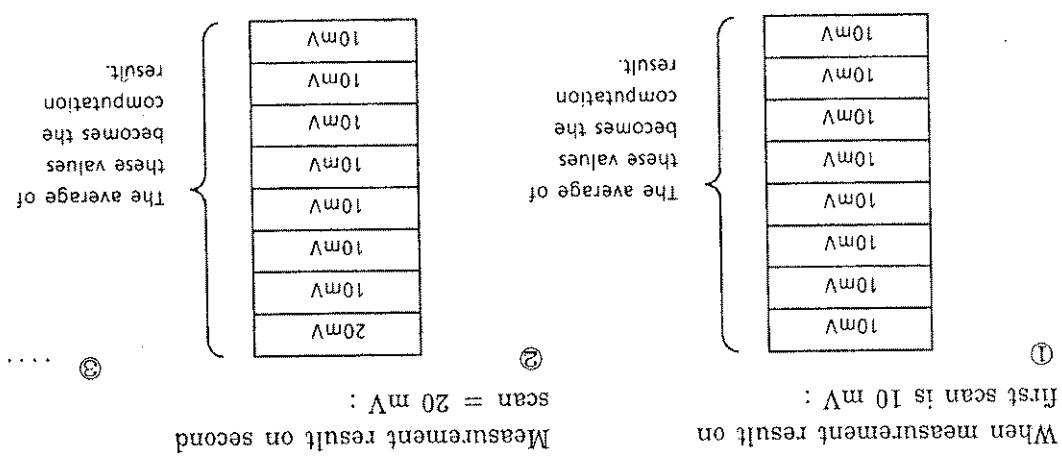 When measurement result on
first scan is 10 mV :
①
10mV
10mV
10mV
10mV
10mV
10mV
10mV
10mV
The average of
these values
becomes the
computation
result.
Measurement result on second
scan = 20 mV :
②
20mV
10mV
10mV
10mV
10mV
10mV
10mV
10mV
The average of
these values
becomes the
computation
result.
③ ....